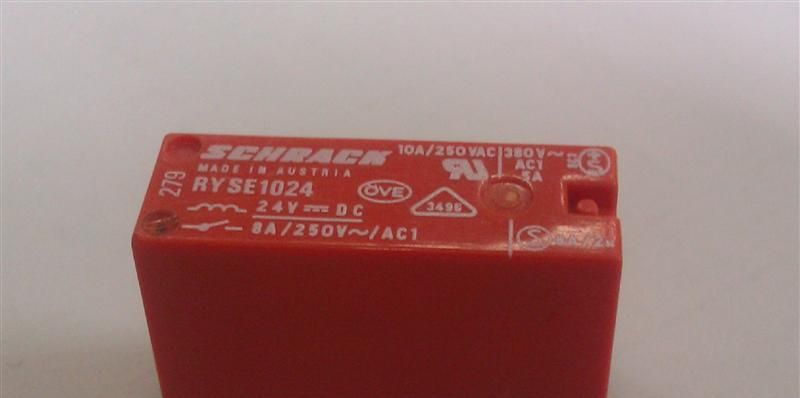 SCHRACK 10A/250VAC 380V~
MADE IN AUSTRIA AC1
279 RYSE1024 ÖVE 3496 5A
24V DC
8A/250V~/AC1 S